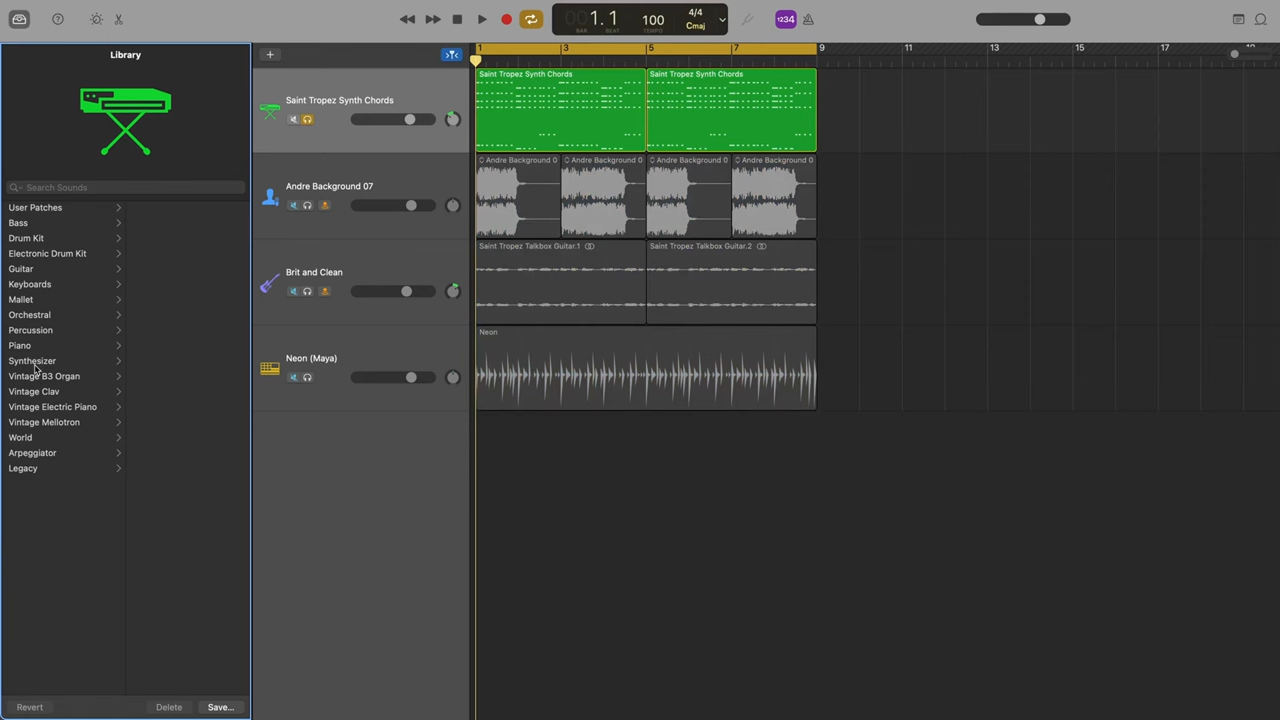 1.1
BAR
BEAT
100
TEMPO
4/4
Cmaj
1234
Library
Search Sounds
User Patches
Bass
Drum Kit
Electronic Drum Kit
Guitar
Keyboards
Mallet
Orchestral
Percussion
Piano
Synthesizer
Vintage B3 Organ
Vintage Clav
Vintage Electric Piano
Vintage Mellotron
World
Arpeggiator
Legacy
Revert
Delete
Save...
1 3 5 7 9 11 13 15 17
Saint Tropez Synth Chords
Saint Tropez Synth Chords
Saint Tropez Synth Chords
Andre Background 07
Andre Background 0
Andre Background 0
Andre Background 0
Andre Background 0
Brit and Clean
Saint Tropez Talkbox Guitar.1
Saint Tropez Talkbox Guitar.2
Neon (Maya)
Neon